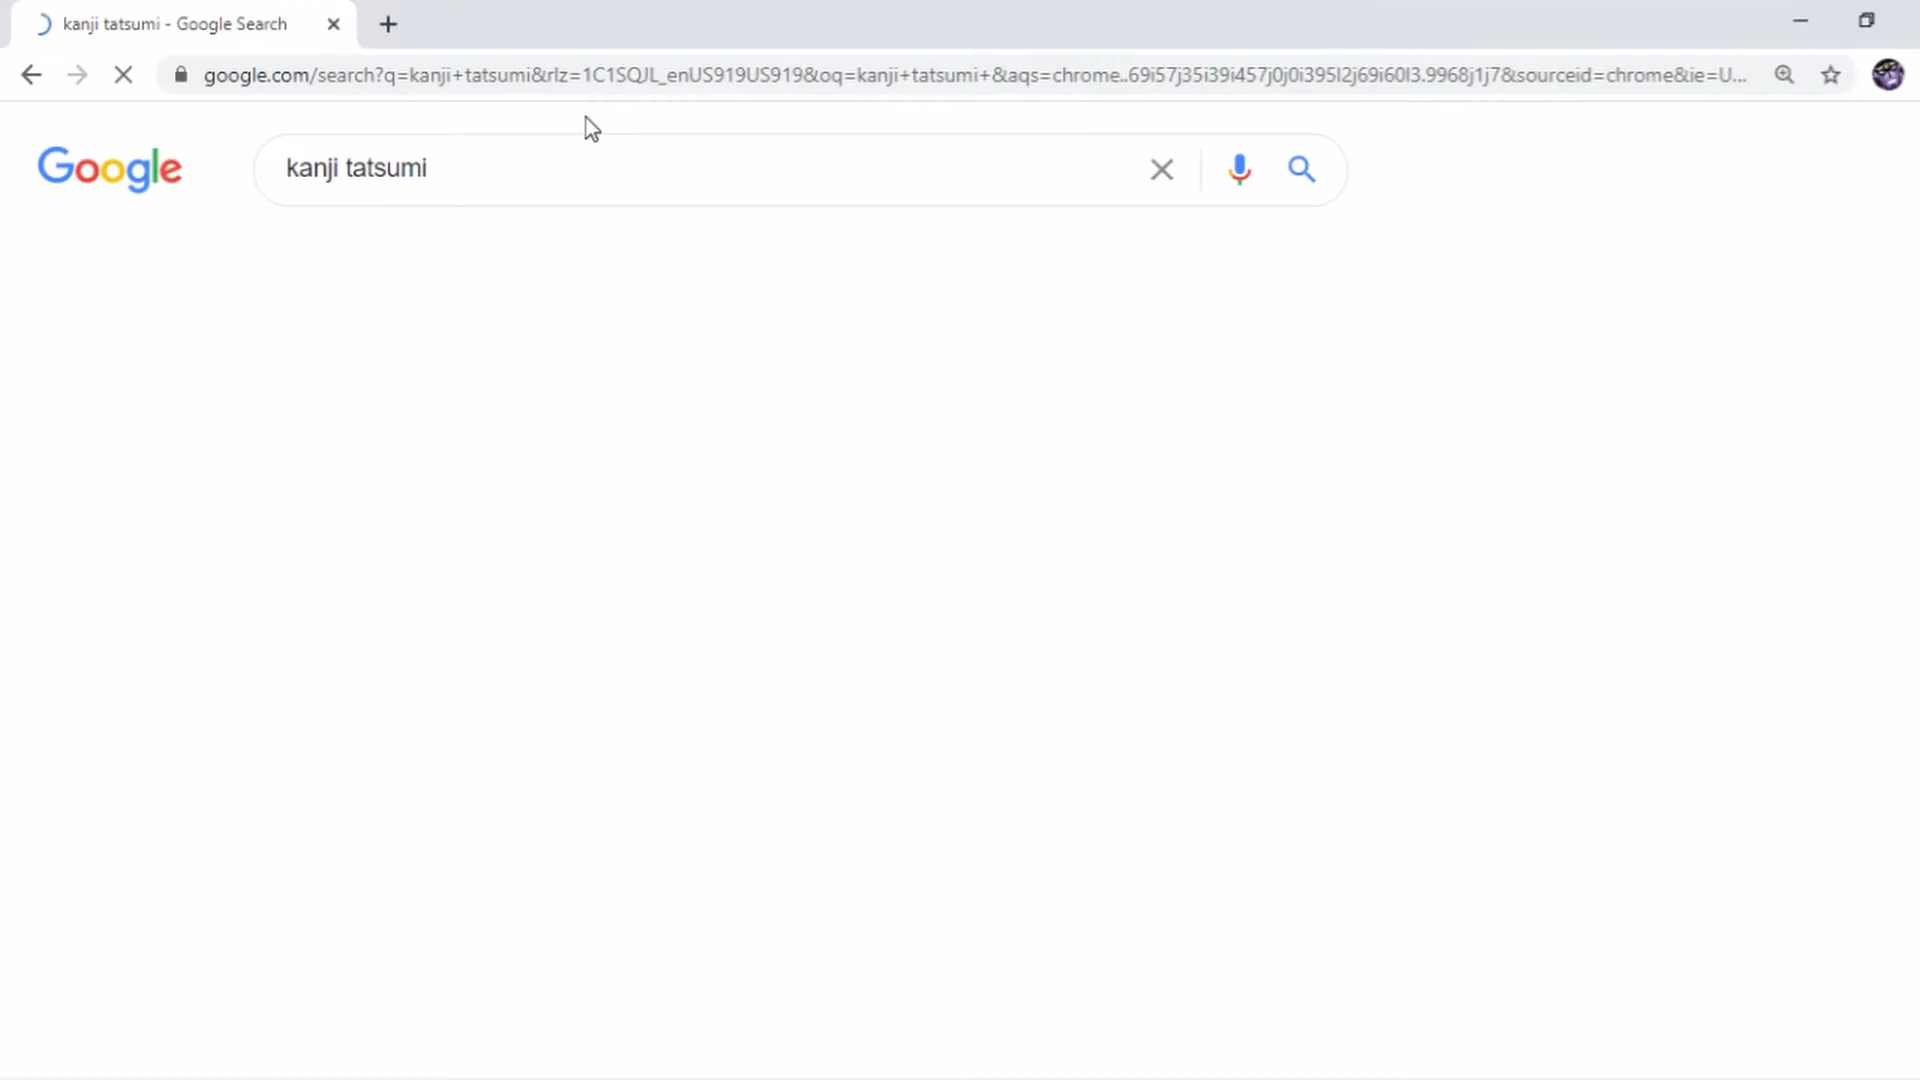 kanji tatsumi - Google Search
google.com/search?q=kanji+tatsumi&rlz=1C1SQJL_enUS919US919&oq=kanji+tatsumi+&aqs=chrome..69i57j35i39i457j0j0i395l2j69i60l3.9968j1j7&sourceid=chrome&ie=U...
Google
kanji tatsumi